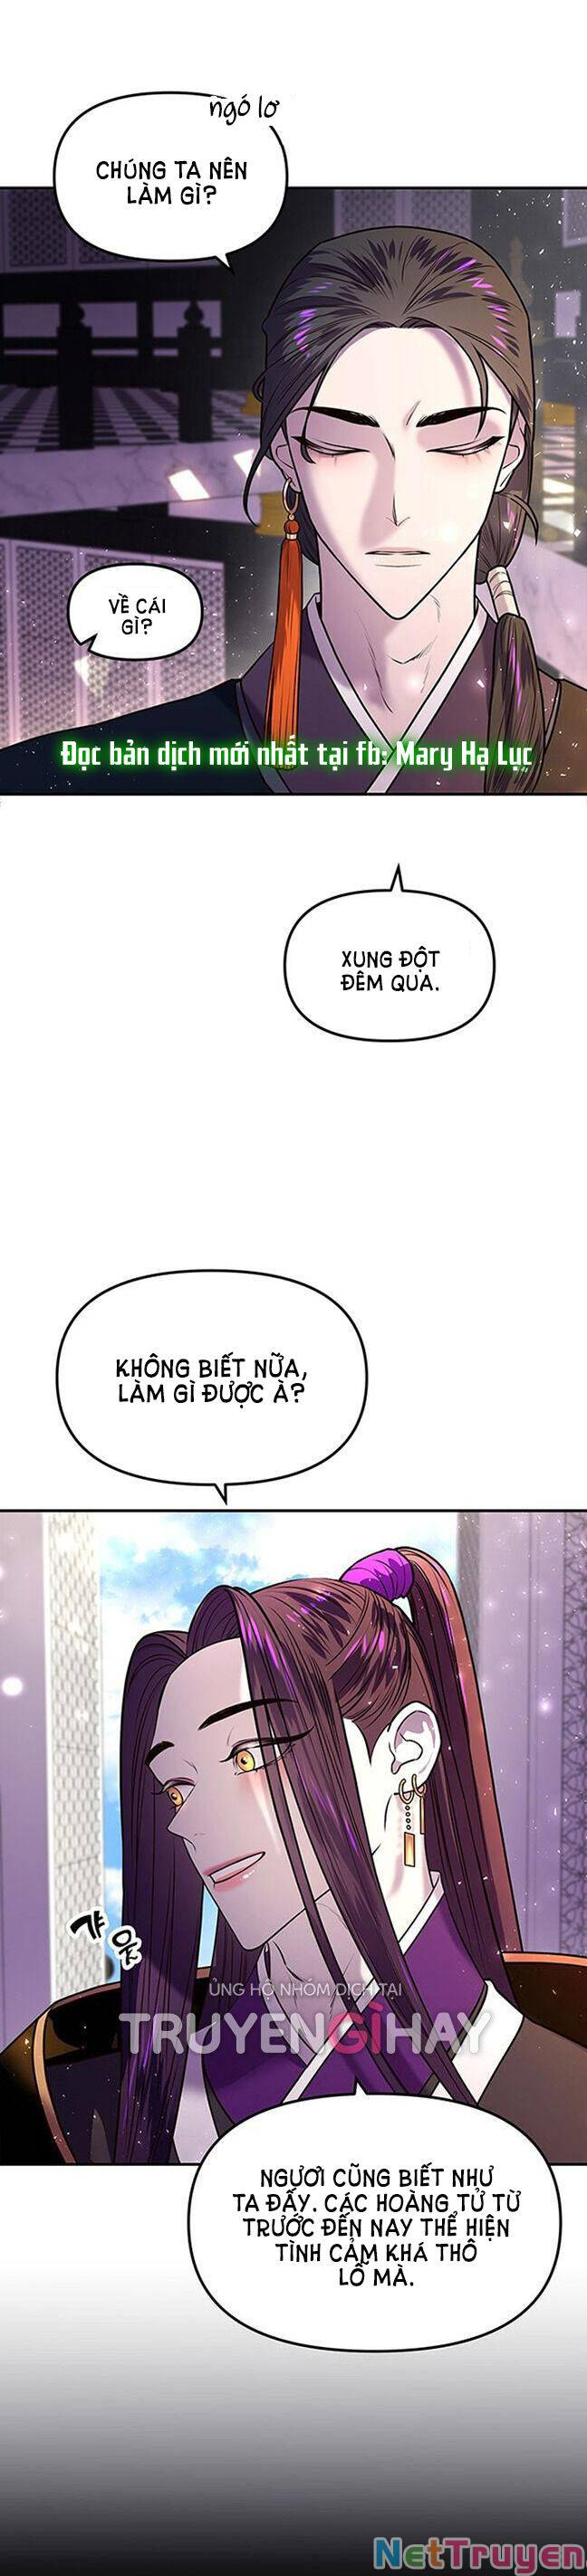 ngó lơ
CHÚNG TA NÊN
LÀM GÌ?
VỀ CÁI
GÌ?
Đọc bản dịch mới nhất tại fb: Mary Hạ Lục
XUNG ĐỘT
ĐÊM QUA.
KHÔNG BIẾT NỮA,
LÀM GÌ ĐƯỢC À?
갸웃
ỦNG HỘ NHÓM DỊCH TẠI
TRUYENGIHAY
NGƯƠI CŨNG BIẾT NHƯ
TA ĐẤY. CÁC HOÀNG TỬ TỪ
TRƯỚC ĐẾN NAY THỂ HIỆN
TÌNH CẢM KHÁ THÔ
LỖ MÀ.
NetTruyen